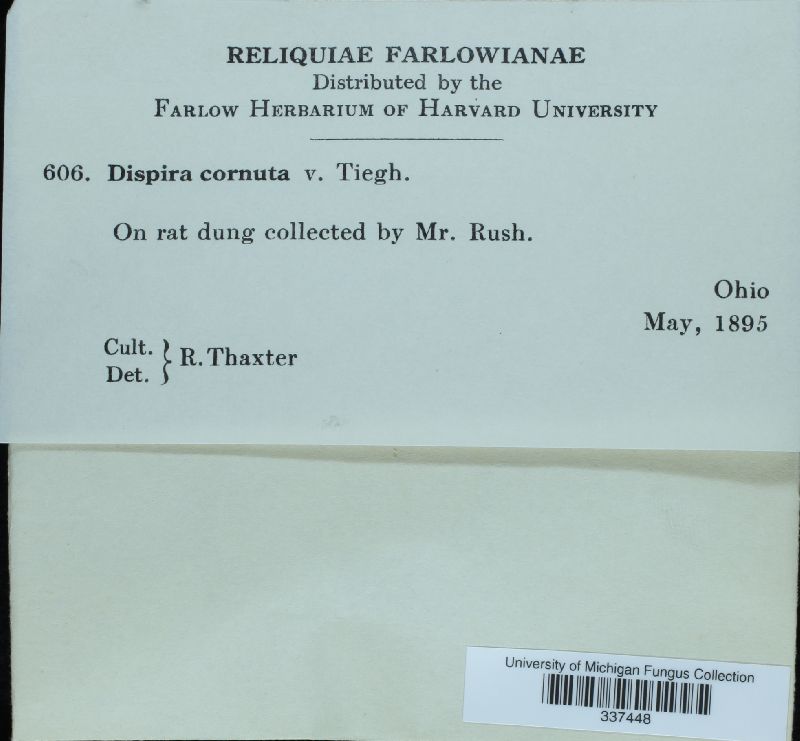 RELIQUIAE FARLOWIANAE
Distributed by the
FARLOW HERBARIUM OF HARVARD UNIVERSITY
606. Dispira cornuta v. Tiegh.
On rat dung collected by Mr. Rush.
Ohio
May, 1895
Cult.
Det. } R. Thaxter
University of Michigan Fungus Collection
337448